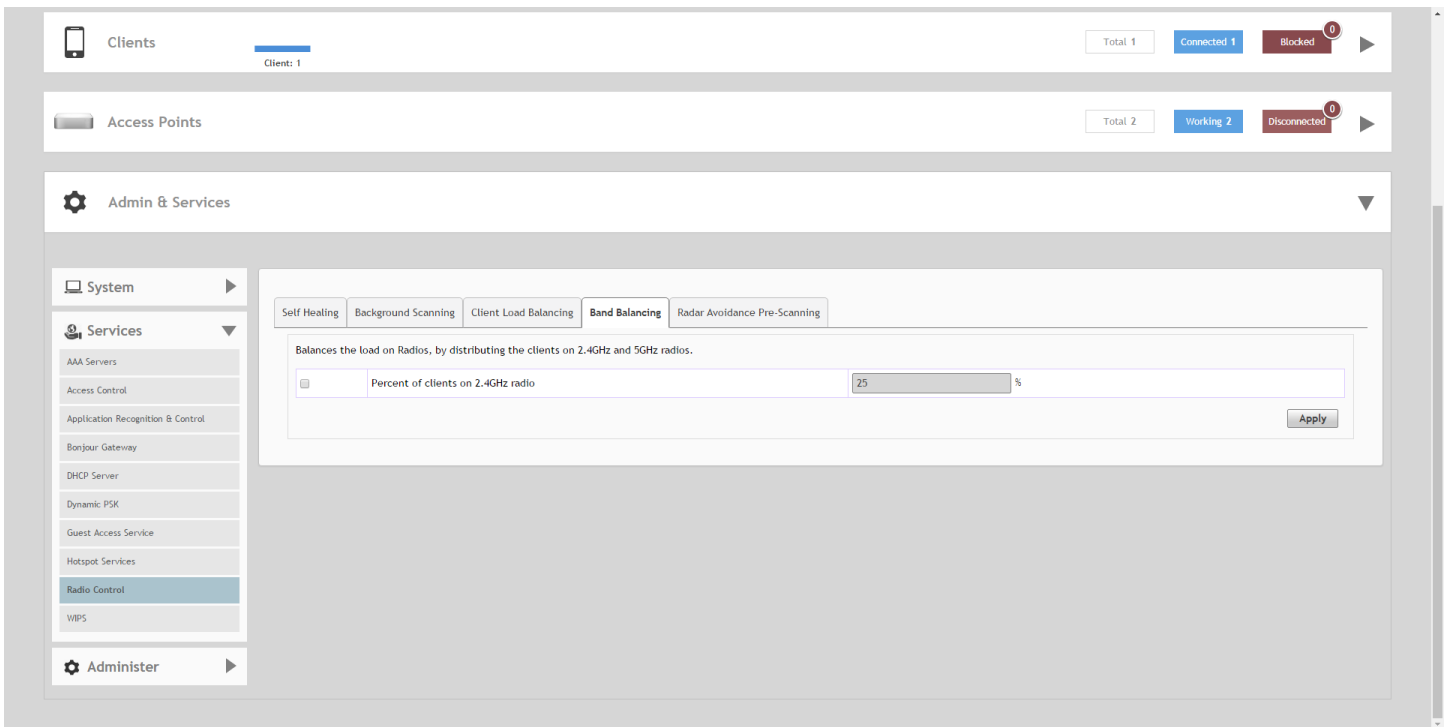 Clients
Client: 1
Total 1
Connected 1
Blocked
0
Access Points
Total 2
Working 2
Disconnected
0
Admin & Services
System
Services
AAA Servers
Access Control
Application Recognition & Control
Bonjour Gateway
DHCP Server
Dynamic PSK
Guest Access Service
Hotspot Services
Radio Control
WIPS
Administer
Self Healing
Background Scanning
Client Load Balancing
Band Balancing
Radar Avoidance Pre-Scanning
Balances the load on Radios, by distributing the clients on 2.4GHz and 5GHz radios.
Percent of clients on 2.4GHz radio
25
%
Apply